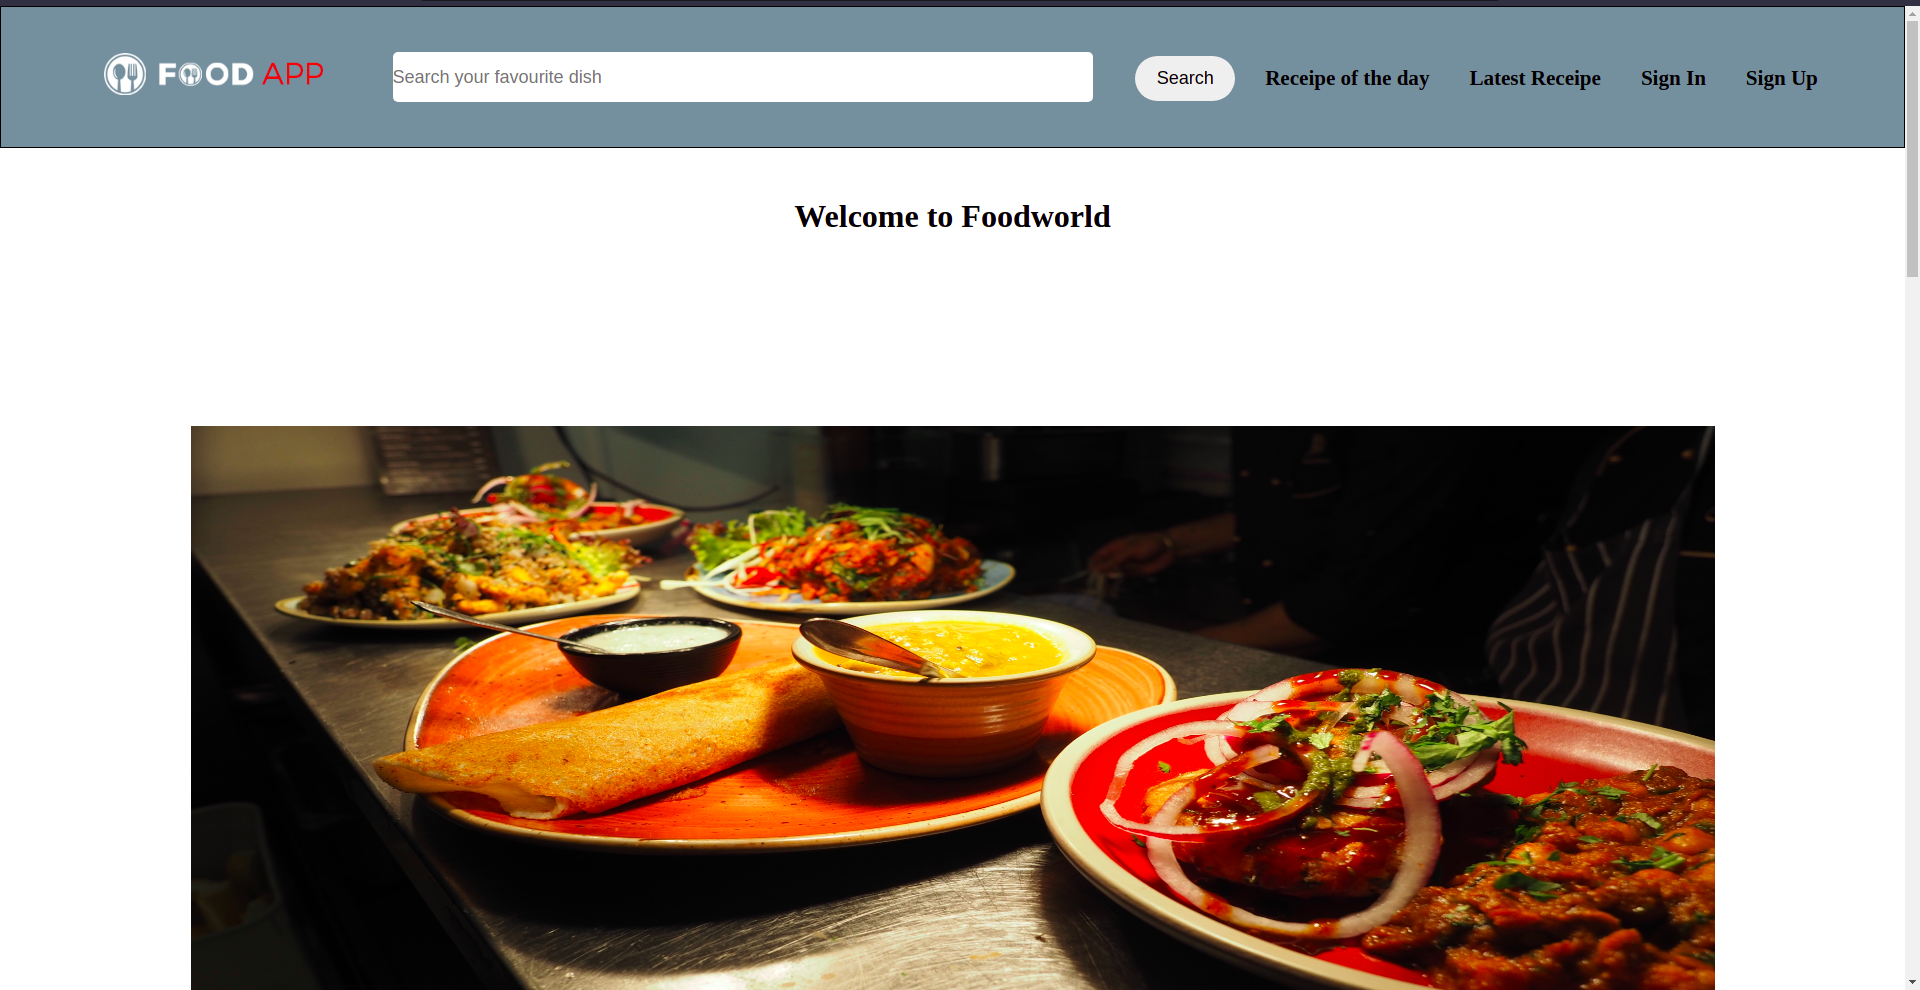 FOOD APP
Search your favourite dish
Search
Receipe of the day
Latest Receipe
Sign In
Sign Up
Welcome to Foodworld